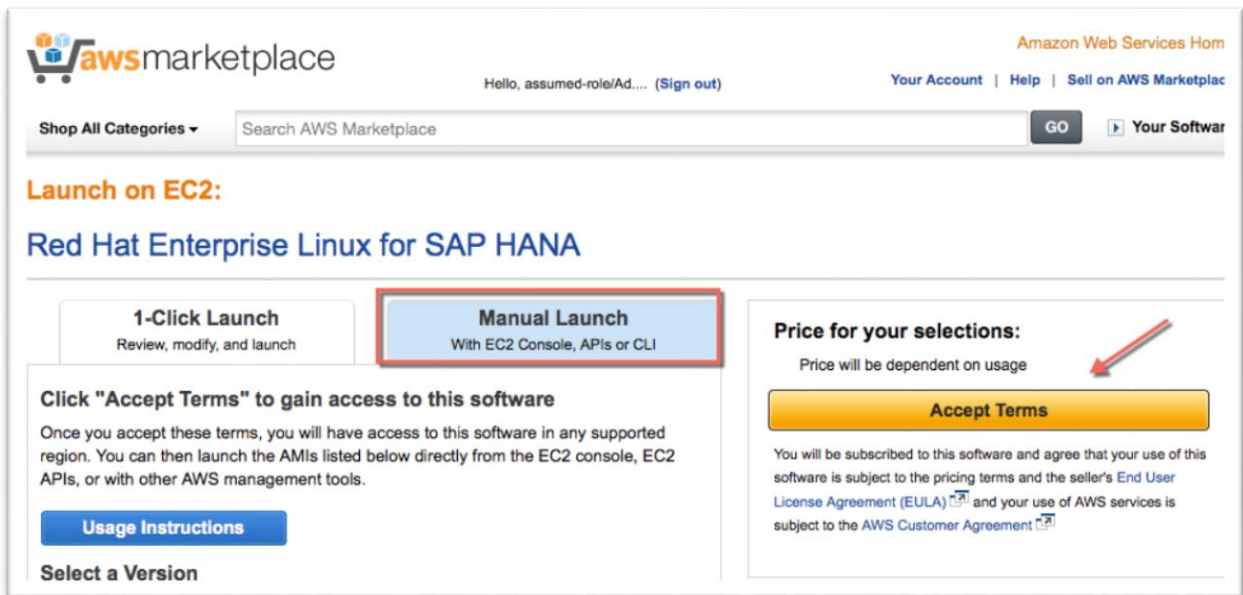 awsmarketplace
Amazon Web Services Hom
Hello, assumed-role/Ad.... (Sign out)
Your Account | Help | Sell on AWS Marketplac
Shop All Categories
Search AWS Marketplace
GO
Your Softwar
Launch on EC2:
Red Hat Enterprise Linux for SAP HANA
1-Click Launch
Review, modify, and launch
Manual Launch
With EC2 Console, APIs or CLI
Click "Accept Terms" to gain access to this software
Once you accept these terms, you will have access to this software in any supported
region. You can then launch the AMIs listed below directly from the EC2 console, EC2
APIs, or with other AWS management tools.
Usage Instructions
Select a Version
Price for your selections:
Price will be dependent on usage
Accept Terms
You will be subscribed to this software and agree that your use of this
software is subject to the pricing terms and the seller's End User
License Agreement (EULA) and your use of AWS services is
subject to the AWS Customer Agreement